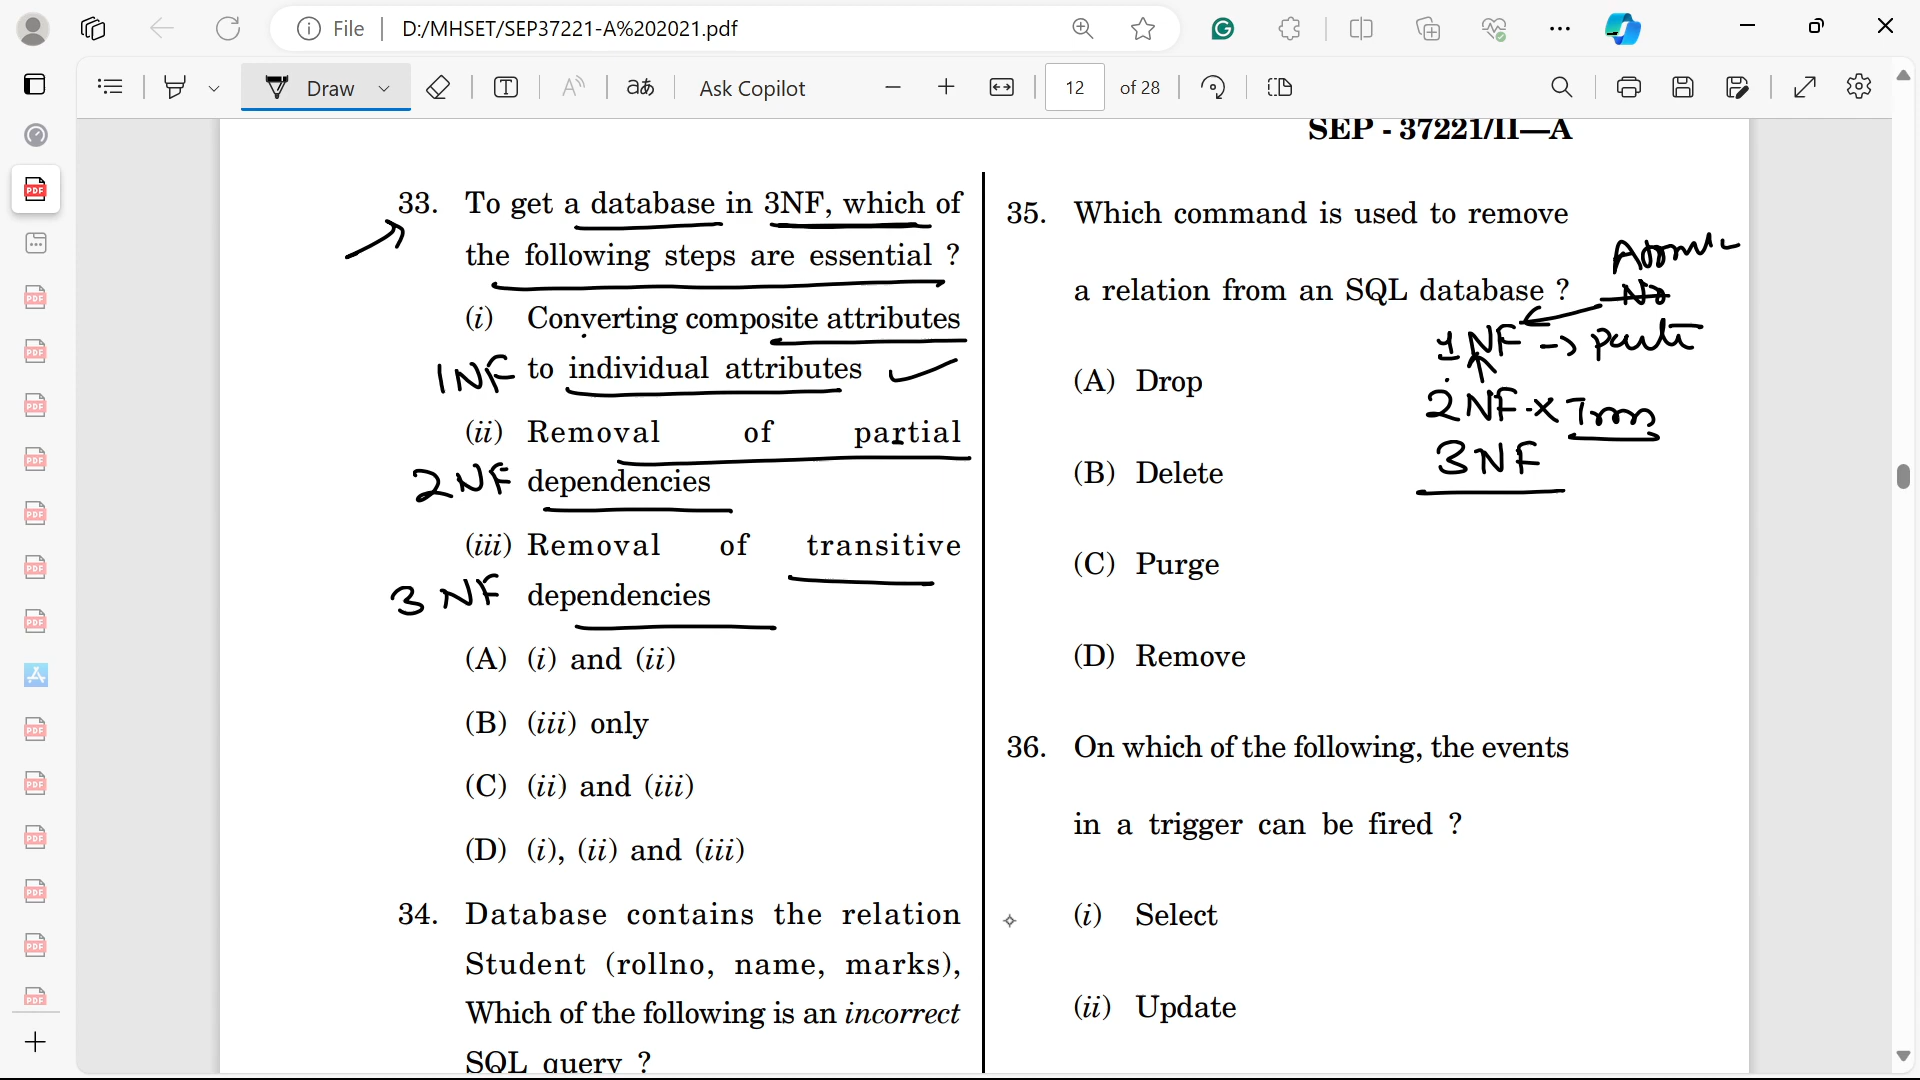 File
D:/MHSET/SEP37221-A%202021.pdf
Draw
Ask Copilot
12
of 28
SEP - 37221/II—A
33. To get a database in 3NF, which of
the following steps are essential ?
(i) Converting composite attributes
1NF to individual attributes
(ii) Removal of partial
2NF dependencies
(iii) Removal of transitive
3 NF dependencies
(A) (i) and (ii)
(B) (iii) only
(C) (ii) and (iii)
(D) (i), (ii) and (iii)
34. Database contains the relation
Student (rollno, name, marks),
Which of the following is an incorrect
SQL query ?
35. Which command is used to remove
a relation from an SQL database ?
1NF
2NF x
3NF
(A) Drop
(B) Delete
(C) Purge
(D) Remove
36. On which of the following, the events
in a trigger can be fired ?
(i) Select
(ii) Update